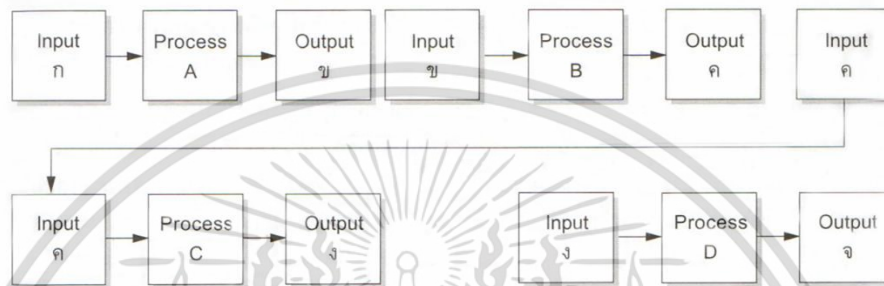 Input
ก
Process
A
Output
ข
Input
ข
Process
B
Output
ค
Input
ค
Input
ค
Process
C
Output
ง
Input
ง
Process
D
Output
จ